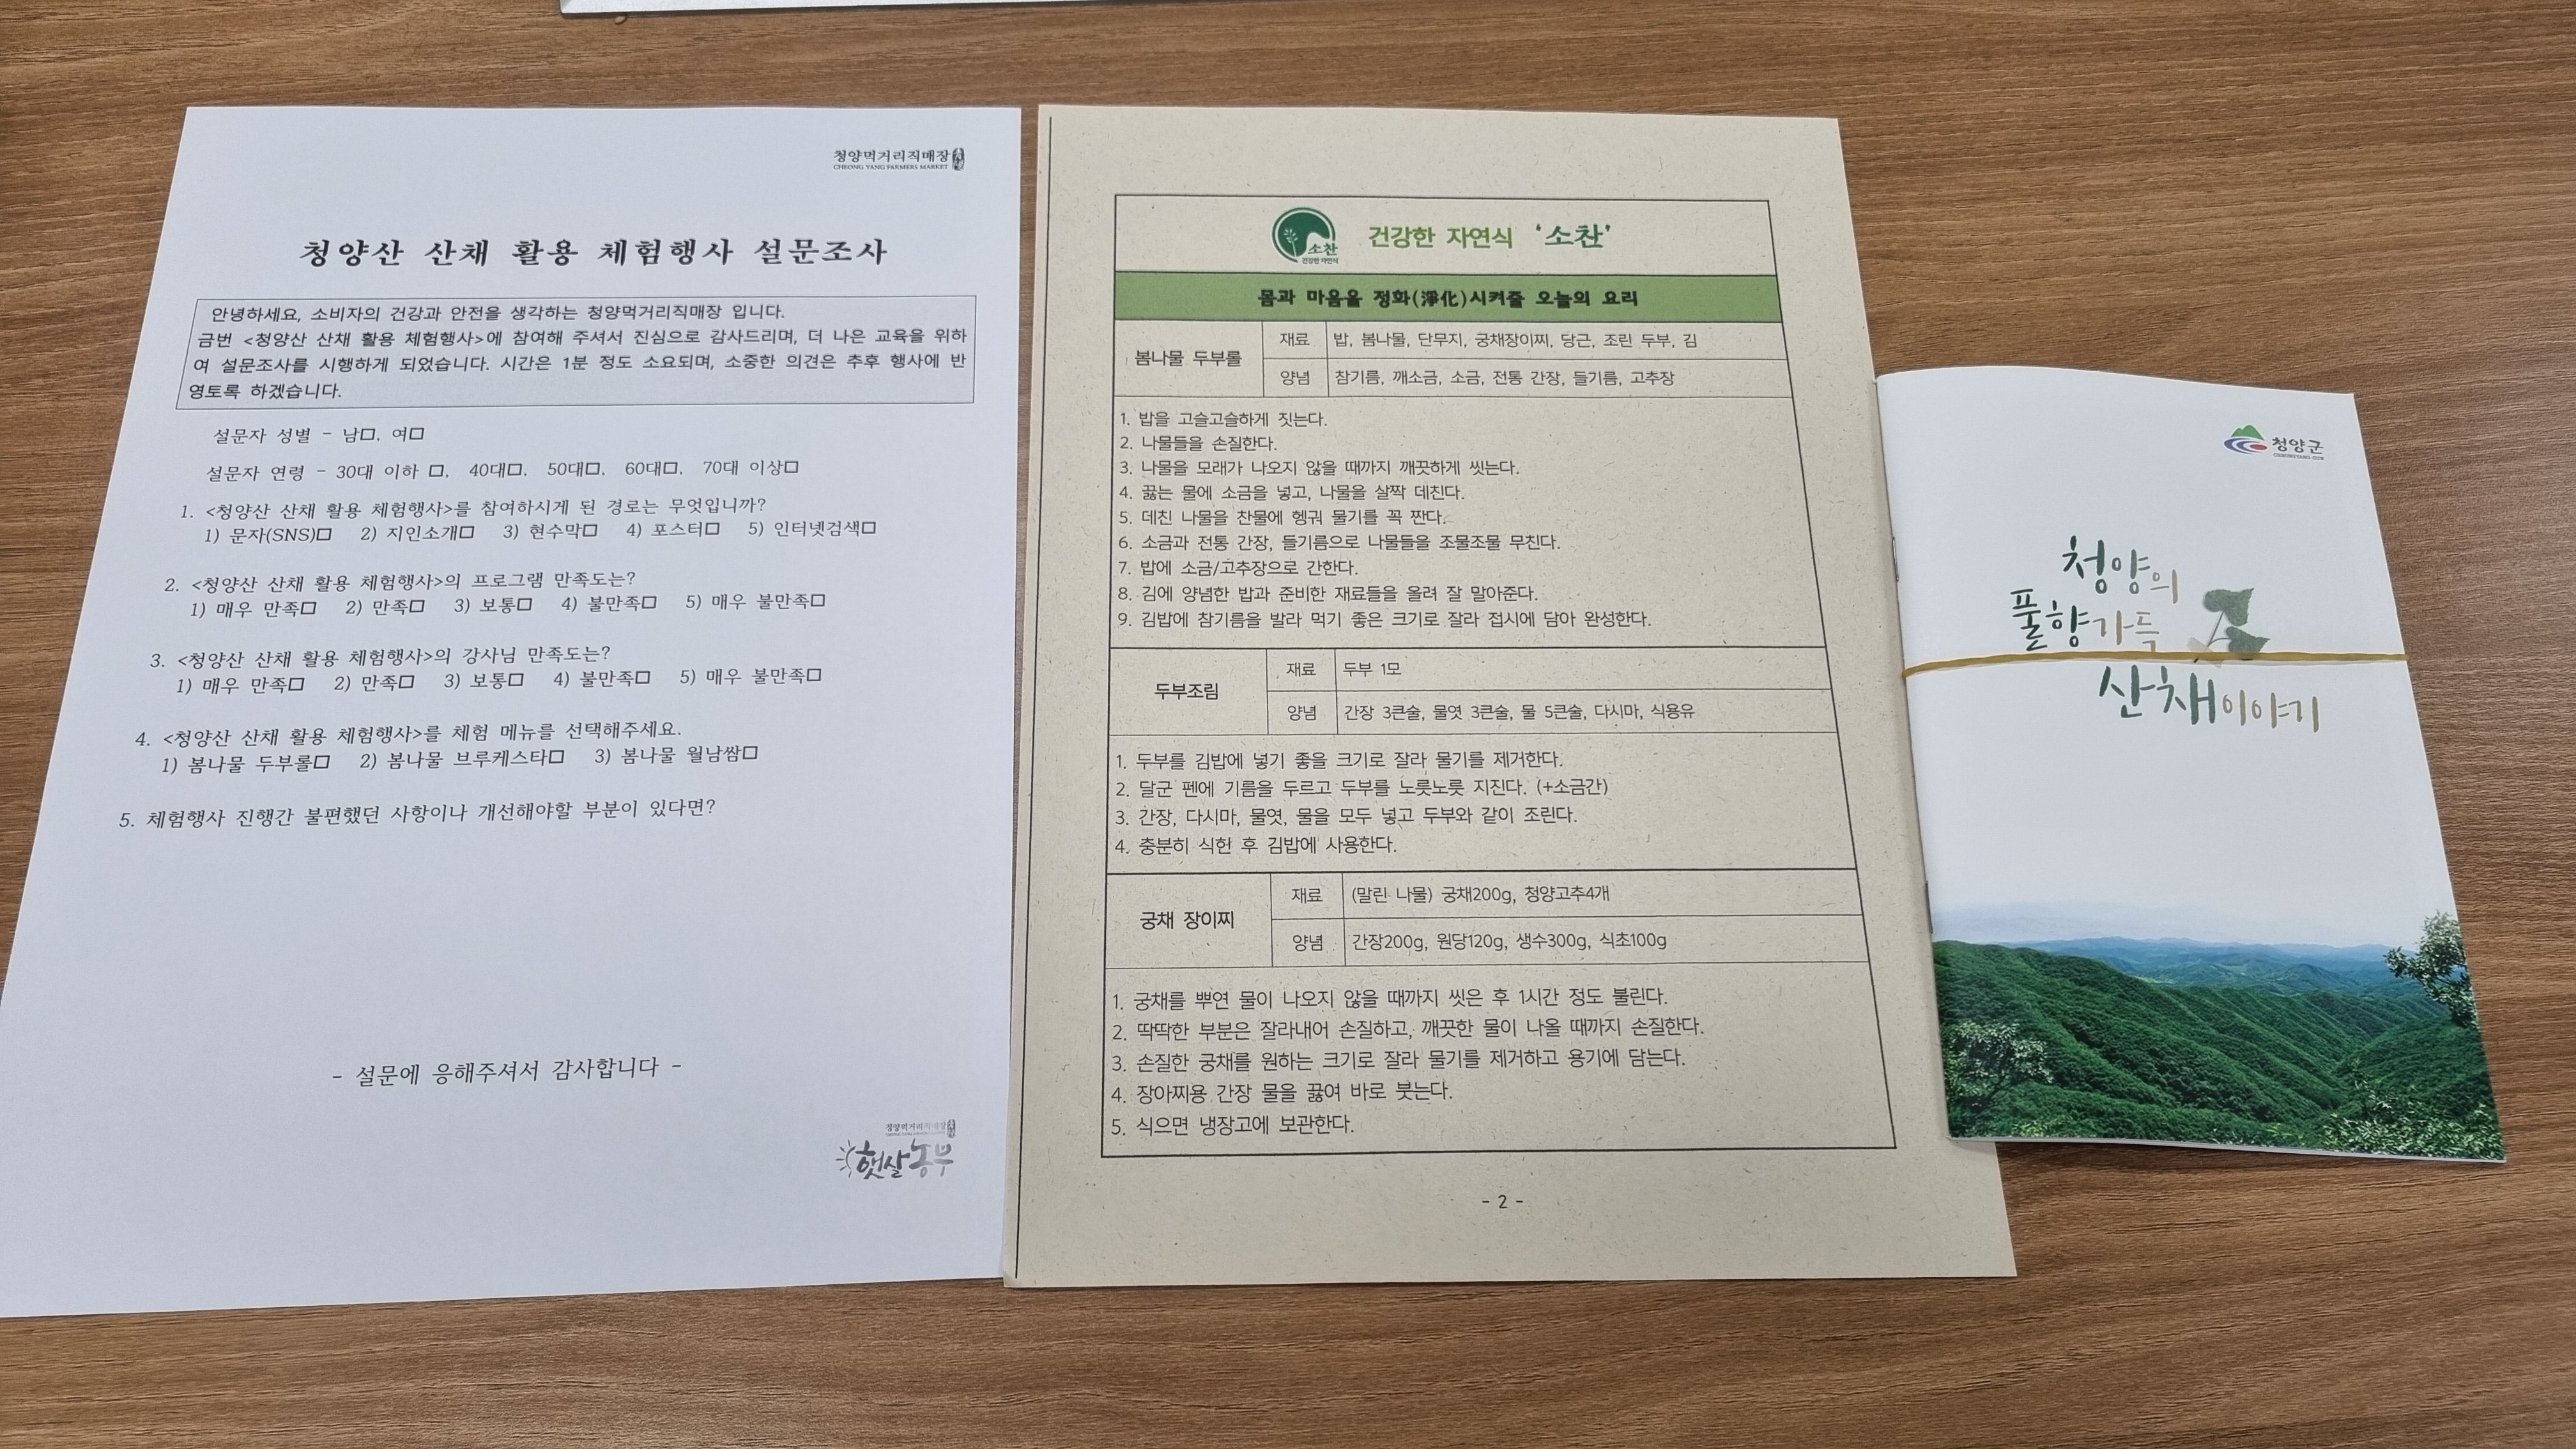 청양먹거리직매장
CHEONG YANG FARMERS MARKET
청양산 산채 활용 체험행사 설문조사
안녕하세요, 소비자의 건강과 안전을 생각하는 청양먹거리직매장 입니다.
금번 <청양산 산채 활용 체험행사>에 참여해 주셔서 진심으로 감사드리며, 더 나은 교육을 위하
여 설문조사를 시행하게 되었습니다. 시간은 1분 정도 소요되며, 소중한 의견은 추후 행사에 반
영토록 하겠습니다.
설문자 성별 - 남□, 여□
설문자 연령 - 30대 이하 □, 40대□, 50대□, 60대□, 70대 이상□
1. <청양산 산채 활용 체험행사>를 참여하시게 된 경로는 무엇입니까?
1) 문자(SNS)□ 2) 지인소개□ 3) 현수막□ 4) 포스터□ 5) 인터넷검색□
2. <청양산 산채 활용 체험행사>의 프로그램 만족도는?
1) 매우 만족□ 2) 만족□ 3) 보통□ 4) 불만족□ 5) 매우 불만족□
3. <청양산 산채 활용 체험행사>의 강사님 만족도는?
1) 매우 만족□ 2) 만족□ 3) 보통□ 4) 불만족□ 5) 매우 불만족□
4. <청양산 산채 활용 체험행사>를 체험 메뉴를 선택해주세요.
1) 봄나물 두부롤□ 2) 봄나물 브루케스타□ 3) 봄나물 월남쌈□
5. 체험행사 진행간 불편했던 사항이나 개선해야할 부분이 있다면?
- 설문에 응해주셔서 감사합니다 -
청양먹거리직매장
햇살농부
소찬
건강한 자연식
건강한 자연식 '소찬'
몸과 마음을 정화(淨化)시켜줄 오늘의 요리
봄나물 두부롤
재료 밥, 봄나물, 단무지, 궁채장이찌, 당근, 조린 두부, 김
양념 참기름, 깨소금, 소금, 전통 간장, 들기름, 고추장
1. 밥을 고슬고슬하게 짓는다.
2. 나물들을 손질한다.
3. 나물을 모래가 나오지 않을 때까지 깨끗하게 씻는다.
4. 끓는 물에 소금을 넣고, 나물을 살짝 데친다.
5. 데친 나물을 찬물에 헹궈 물기를 꼭 짠다.
6. 소금과 전통 간장, 들기름으로 나물들을 조물조물 무친다.
7. 밥에 소금/고추장으로 간한다.
8. 김에 양념한 밥과 준비한 재료들을 올려 잘 말아준다.
9. 김밥에 참기름을 발라 먹기 좋은 크기로 잘라 접시에 담아 완성한다.
두부조림
재료 두부 1모
양념 간장 3큰술, 물엿 3큰술, 물 5큰술, 다시마, 식용유
1. 두부를 김밥에 넣기 좋을 크기로 잘라 물기를 제거한다.
2. 달군 펜에 기름을 두르고 두부를 노릇노릇 지진다. (+소금간)
3. 간장, 다시마, 물엿, 물을 모두 넣고 두부와 같이 조린다.
4. 충분히 식힌 후 김밥에 사용한다.
궁채 장이찌
재료 (말린 나물) 궁채200g, 청양고추4개
양념 간장200g, 원당120g, 생수300g, 식초100g
1. 궁채를 뿌연 물이 나오지 않을 때까지 씻은 후 1시간 정도 불린다.
2. 딱딱한 부분은 잘라내어 손질하고, 깨끗한 물이 나올 때까지 손질한다.
3. 손질한 궁채를 원하는 크기로 잘라 물기를 제거하고 용기에 담는다.
4. 장아찌용 간장 물을 끓여 바로 붓는다.
5. 식으면 냉장고에 보관한다.
- 2 -
청양군
CHEONGYANG-GUN
청양의
풀향가득
산채이야기